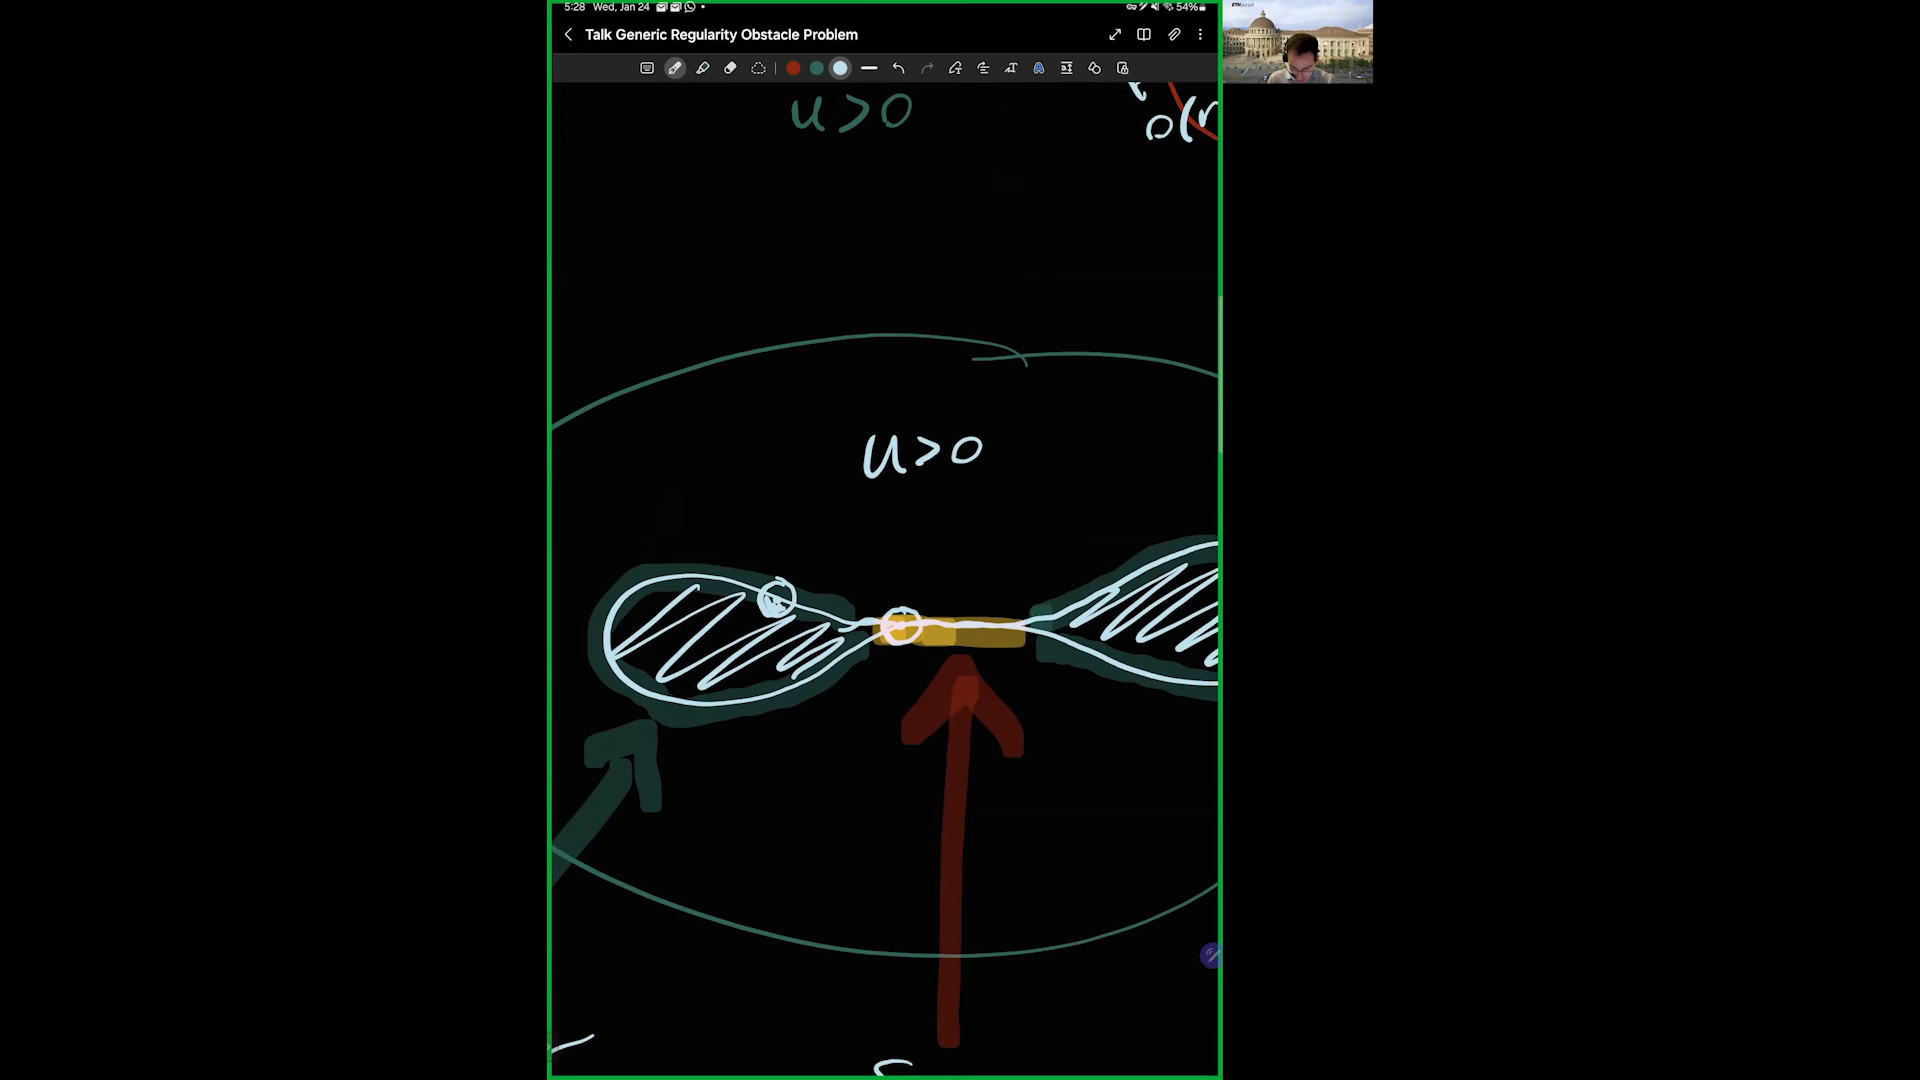 5:28 Wed, Jan 24
54%
Talk Generic Regularity Obstacle Problem
u>0
o(r
u>0